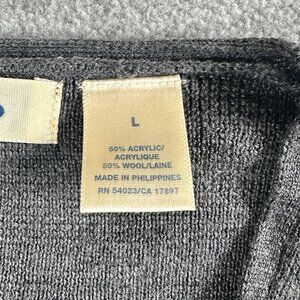 L
50% ACRYLIC/
ACRYLIQUE
50% WOOL/LAINE
MADE IN PHILIPPINES
RN 54023/CA 17897